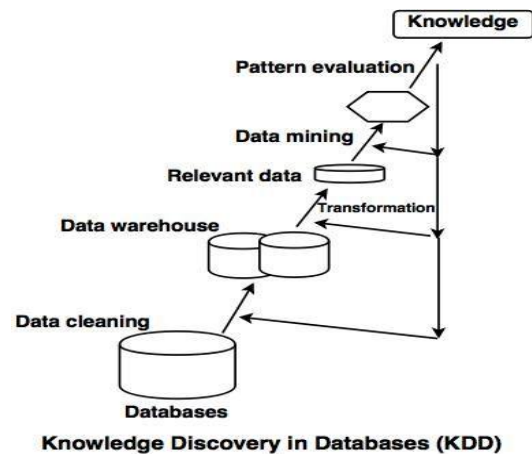 Knowledge
Pattern evaluation
Data mining
Relevant data
Transformation
Data warehouse
Data cleaning
Databases
Knowledge Discovery in Databases (KDD)